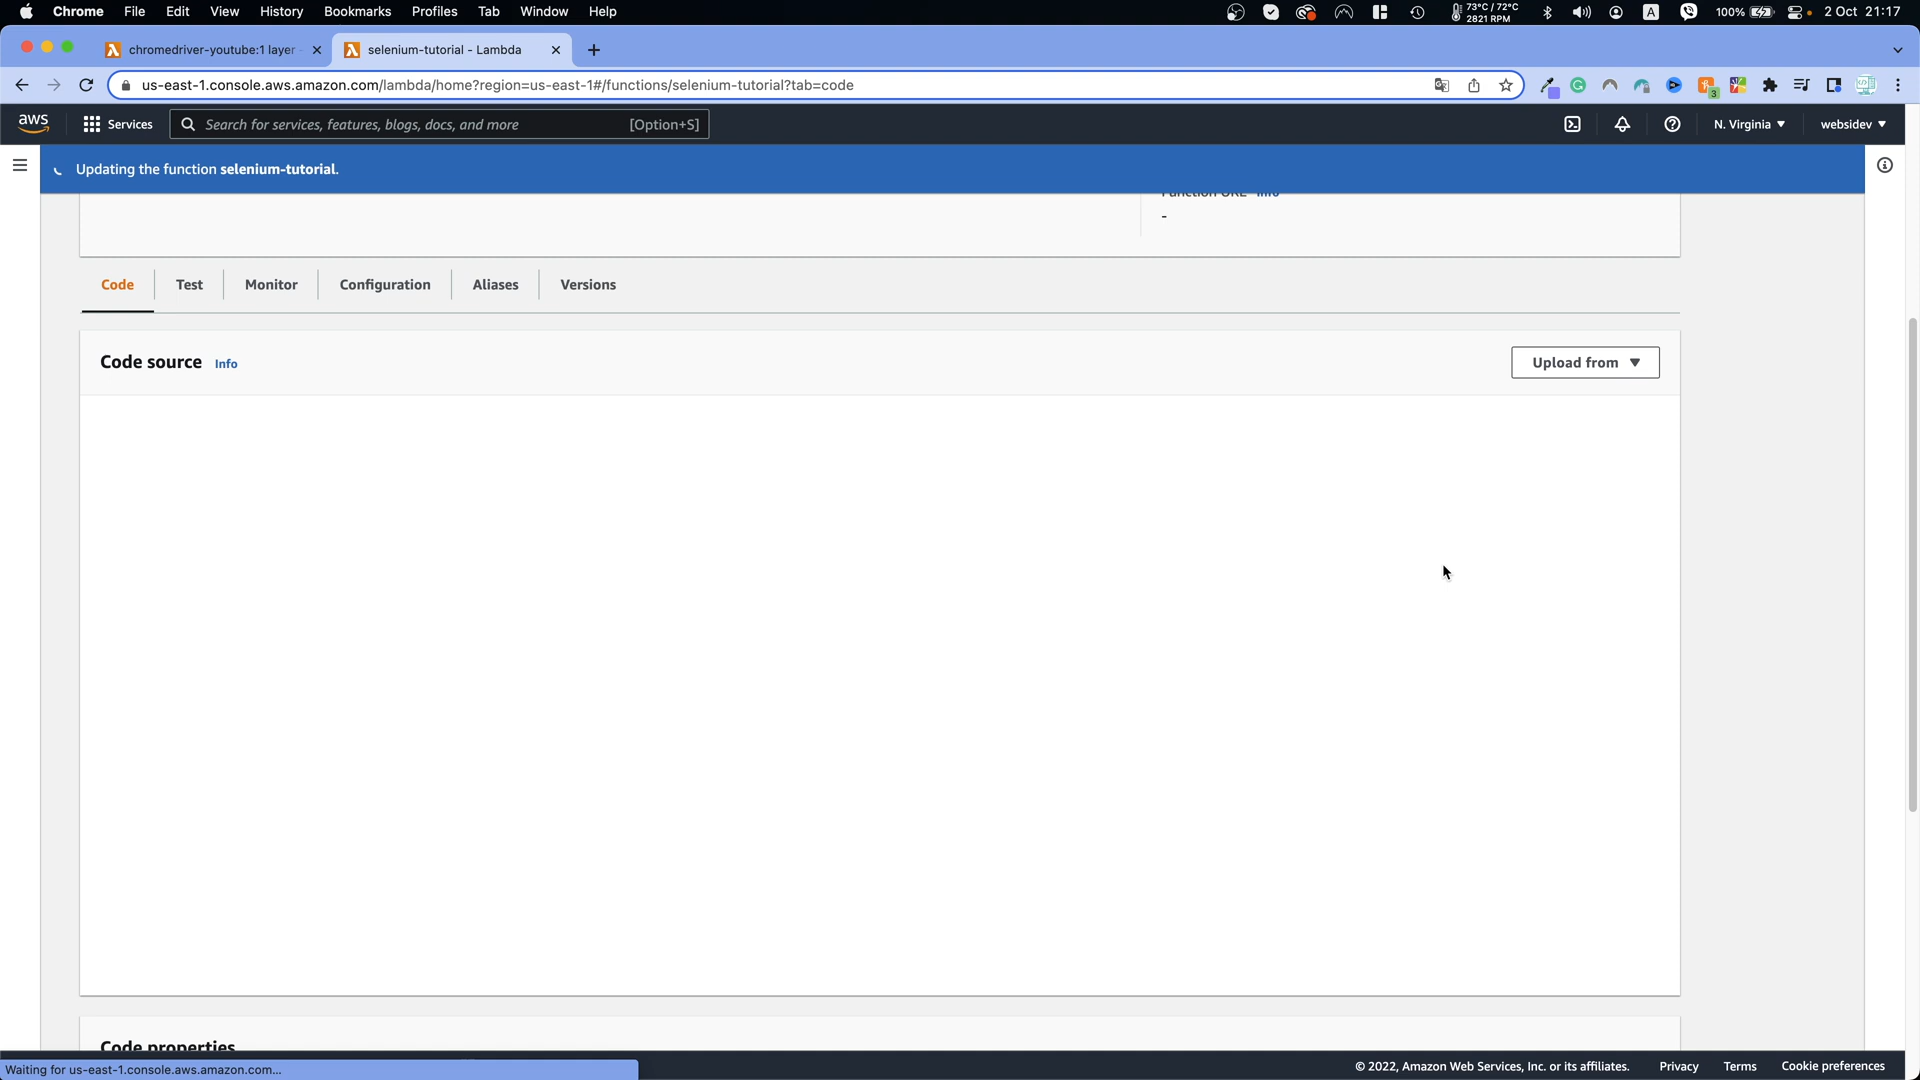 Chrome File Edit View History Bookmarks Profiles Tab Window Help
73°C / 72°C
2821 RPM
A
100%
2 Oct 21:17
chromedriver-youtube:1 layer
selenium-tutorial - Lambda
us-east-1.console.aws.amazon.com/lambda/home?region=us-east-1#/functions/selenium-tutorial?tab=code
3
aws
Services
Search for services, features, blogs, docs, and more [Option+S]
N. Virginia
websidev
Updating the function selenium-tutorial.
Function URL Info
-
Code Test Monitor Configuration Aliases Versions
Code source Info
Upload from
Code properties
Waiting for us-east-1.console.aws.amazon.com...
© 2022, Amazon Web Services, Inc. or its affiliates. Privacy Terms Cookie preferences